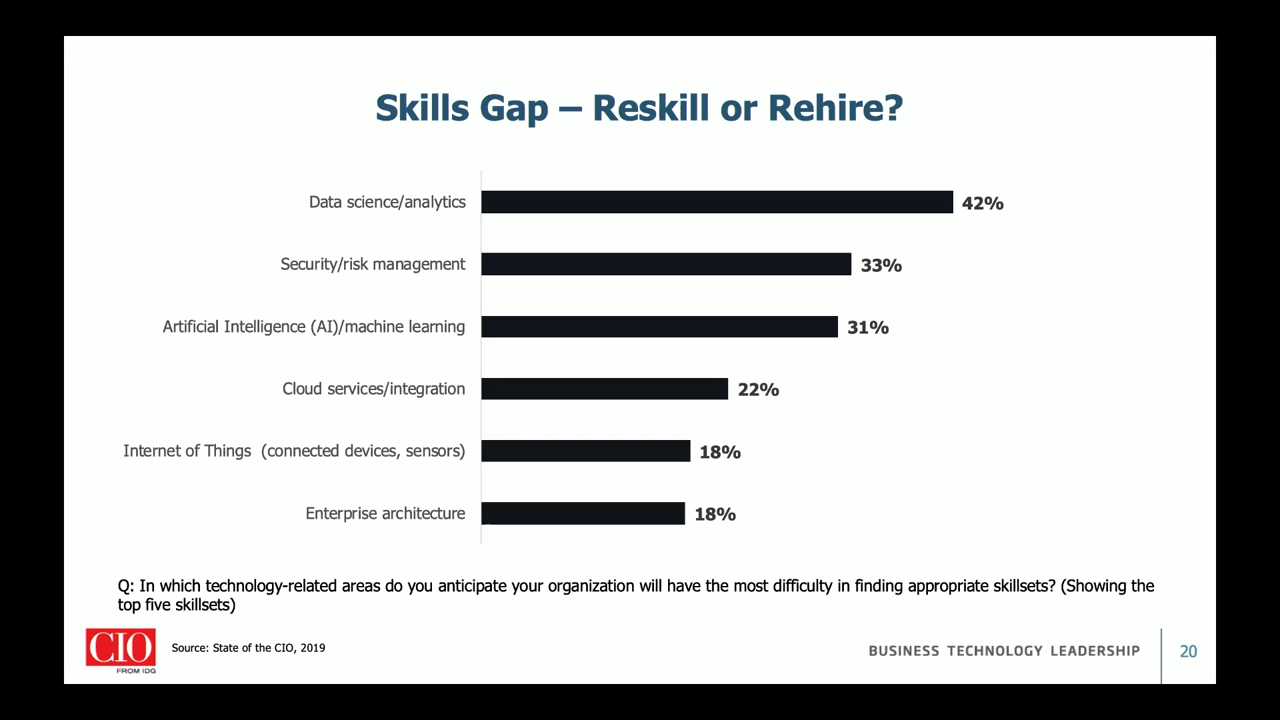 Skills Gap – Reskill or Rehire?
Data science/analytics 42%
Security/risk management 33%
Artificial Intelligence (AI)/machine learning 31%
Cloud services/integration 22%
Internet of Things  (connected devices, sensors) 18%
Enterprise architecture 18%
Q: In which technology-related areas do you anticipate your organization will have the most difficulty in finding appropriate skillsets? (Showing the
top five skillsets)
CIO
FROM IDG
Source: State of the CIO, 2019
BUSINESS TECHNOLOGY LEADERSHIP
20